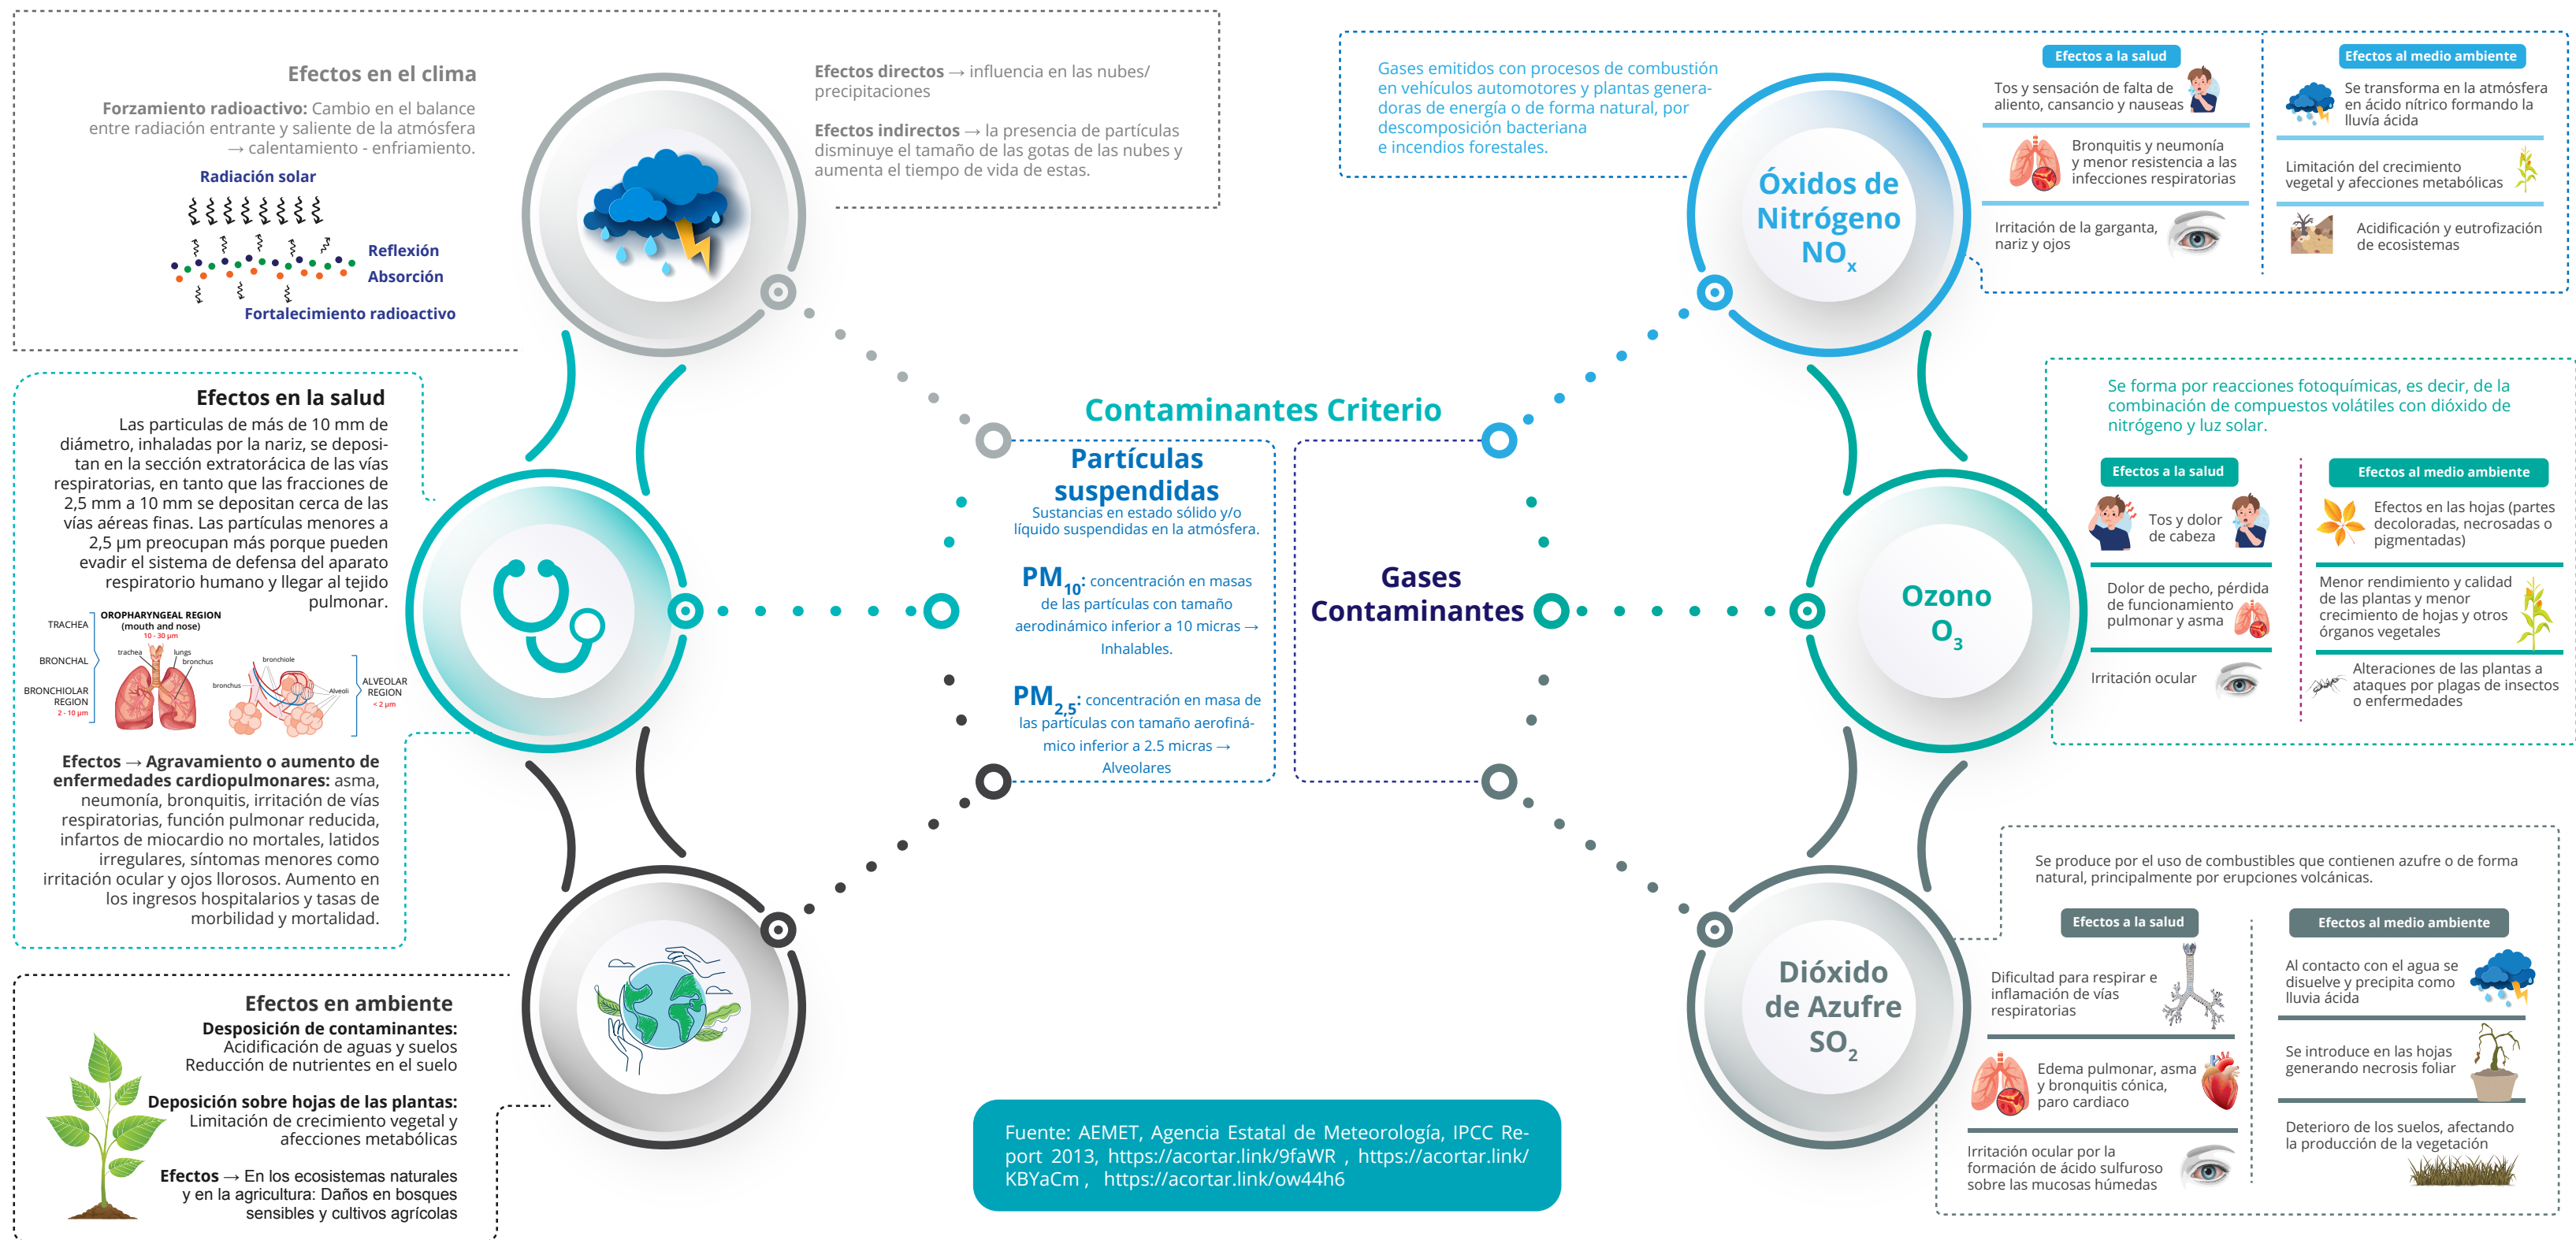 Efectos en el clima
Forzamiento radioactivo: Cambio en el balance
entre radiación entrante y saliente de la atmósfera
→ calentamiento - enfriamiento.
Radiación solar
Reflexión
Absorción
Fortalecimiento radioactivo
Efectos directos → influencia en las nubes/
precipitaciones
Efectos indirectos → la presencia de partículas
disminuye el tamaño de las gotas de las nubes y
aumenta el tiempo de vida de estas.
Efectos en la salud
Las particulas de más de 10 mm de
diámetro, inhaladas por la nariz, se deposi-
tan en la sección extratorácica de las vías
respiratorias, en tanto que las fracciones de
2,5 mm a 10 mm se depositan cerca de las
vías aéreas finas. Las partículas menores a
2,5 µm preocupan más porque pueden
evadir el sistema de defensa del aparato
respiratorio humano y llegar al tejido
pulmonar.
OROPHARYNGEAL REGION
(mouth and nose)
10 - 30 µm
TRACHEA
BRONCHAL
BRONCHIOLAR
REGION
2 - 10 µm
trachea
lungs
bronchus
bronchiole
bronchus
Alveoli
ALVEOLAR
REGION
< 2 µm
Efectos → Agravamiento o aumento de
enfermedades cardiopulmonares: asma,
neumonía, bronquitis, irritación de vías
respiratorias, función pulmonar reducida,
infartos de miocardio no mortales, latidos
irregulares, síntomas menores como
irritación ocular y ojos llorosos. Aumento en
los ingresos hospitalarios y tasas de
morbilidad y mortalidad.
Efectos en ambiente
Desposición de contaminantes:
Acidificación de aguas y suelos
Reducción de nutrientes en el suelo
Deposición sobre hojas de las plantas:
Limitación de crecimiento vegetal y
afecciones metabólicas
Efectos → En los ecosistemas naturales
y en la agricultura: Daños en bosques
sensibles y cultivos agrícolas
Contaminantes Criterio
Partículas
suspendidas
Sustancias en estado sólido y/o
líquido suspendidas en la atmósfera.
PM10: concentración en masas
de las partículas con tamaño
aerodinámico inferior a 10 micras →
Inhalables.
PM2,5: concentración en masa de
las partículas con tamaño aerofiná-
mico inferior a 2.5 micras →
Alveolares
Gases
Contaminantes
Fuente: AEMET, Agencia Estatal de Meteorología, IPCC Re-
port 2013, https://acortar.link/9faWR , https://acortar.link/
KBYaCm , https://acortar.link/ow44h6
Gases emitidos con procesos de combustión
en vehículos automotores y plantas genera-
doras de energía o de forma natural, por
descomposición bacteriana
e incendios forestales.
Óxidos de
Nitrógeno
NOx
Efectos a la salud
Tos y sensación de falta de
aliento, cansancio y nauseas
Bronquitis y neumonía
y menor resistencia a las
infecciones respiratorias
Irritación de la garganta,
nariz y ojos
Efectos al medio ambiente
Se transforma en la atmósfera
en ácido nítrico formando la
lluvía ácida
Limitación del crecimiento
vegetal y afecciones metabólicas
Acidificación y eutrofización
de ecosistemas
Ozono
O3
Se forma por reacciones fotoquímicas, es decir, de la
combinación de compuestos volátiles con dióxido de
nitrógeno y luz solar.
Efectos a la salud
Tos y dolor
de cabeza
Dolor de pecho, pérdida
de funcionamiento
pulmonar y asma
Irritación ocular
Efectos al medio ambiente
Efectos en las hojas (partes
decoloradas, necrosadas o
pigmentadas)
Menor rendimiento y calidad
de las plantas y menor
crecimiento de hojas y otros
órganos vegetales
Alteraciones de las plantas a
ataques por plagas de insectos
o enfermedades
Dióxido
de Azufre
SO2
Se produce por el uso de combustibles que contienen azufre o de forma
natural, principalmente por erupciones volcánicas.
Efectos a la salud
Dificultad para respirar e
inflamación de vías
respiratorias
Edema pulmonar, asma
y bronquitis cónica,
paro cardiaco
Irritación ocular por la
formación de ácido sulfuroso
sobre las mucosas húmedas
Efectos al medio ambiente
Al contacto con el agua se
disuelve y precipita como
lluvia ácida
Se introduce en las hojas
generando necrosis foliar
Deterioro de los suelos, afectando
la producción de la vegetación